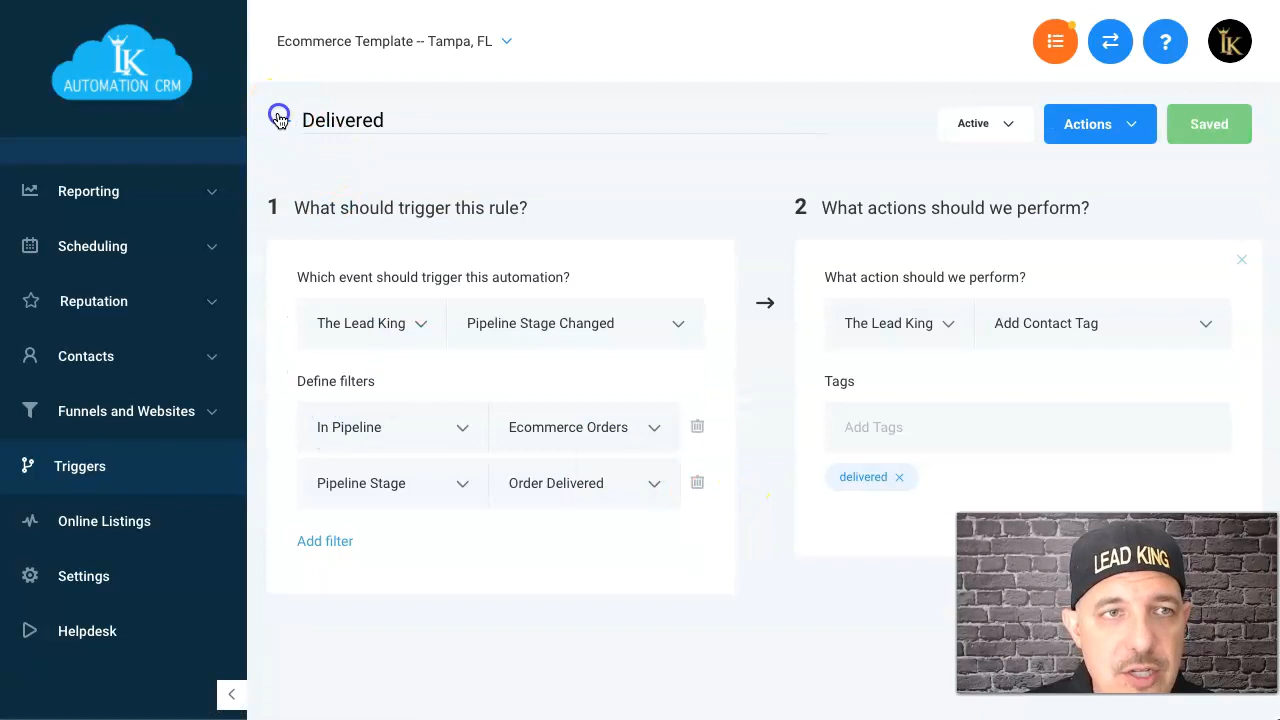 LK
AUTOMATION CRM
Ecommerce Template -- Tampa, FL
?
LK
Delivered
Active
Actions
Saved
Reporting
Scheduling
Reputation
Contacts
Funnels and Websites
Triggers
Online Listings
Settings
Helpdesk
1 What should trigger this rule?
Which event should trigger this automation?
The Lead King
Pipeline Stage Changed
Define filters
In Pipeline
Ecommerce Orders
Pipeline Stage
Order Delivered
Add filter
2 What actions should we perform?
What action should we perform?
The Lead King
Add Contact Tag
Tags
Add Tags
delivered
LEAD KING